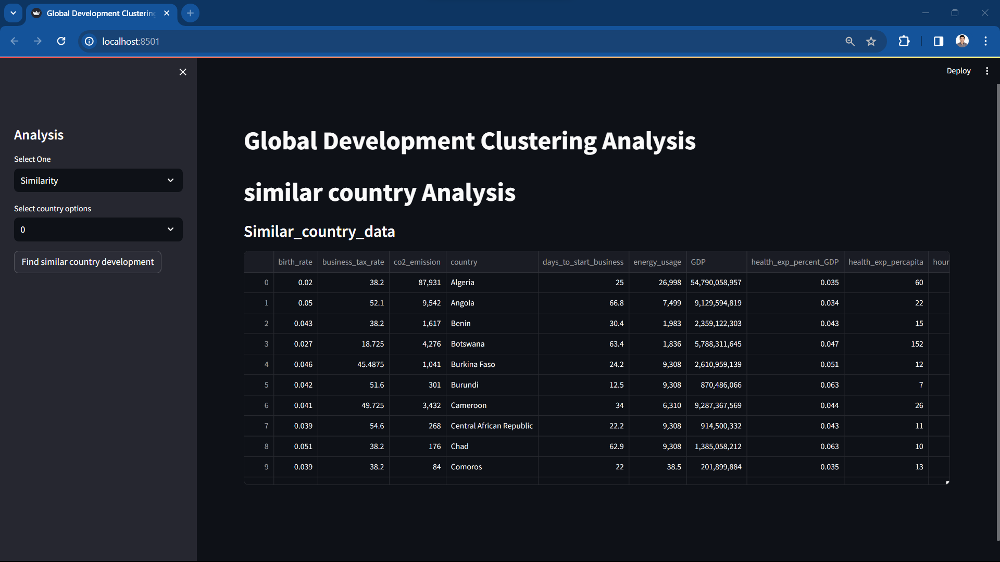 Global Development Clustering
localhost:8501
Deploy
Analysis
Select One
Similarity
Select country options
0
Find similar country development
Global Development Clustering Analysis
similar country Analysis
Similar_country_data
birth_rate business_tax_rate co2_emission country days_to_start_business energy_usage GDP health_exp_percent_GDP health_exp_percapita hour
0 0.02 38.2 87,931 Algeria 25 26,998 54,790,058,957 0.035 60
1 0.05 52.1 9,542 Angola 66.8 7,499 9,129,594,819 0.034 22
2 0.043 38.2 1,617 Benin 30.4 1,983 2,359,122,303 0.043 15
3 0.027 18.725 4,276 Botswana 63.4 1,836 5,788,311,645 0.047 152
4 0.046 45.4875 1,041 Burkina Faso 24.2 9,308 2,610,959,139 0.051 12
5 0.042 51.6 301 Burundi 12.5 9,308 870,486,066 0.063 7
6 0.041 49.725 3,432 Cameroon 34 6,310 9,287,367,569 0.044 26
7 0.039 54.6 268 Central African Republic 22.2 9,308 914,500,332 0.043 11
8 0.051 38.2 176 Chad 62.9 9,308 1,385,058,212 0.063 10
9 0.039 38.2 84 Comoros 22 38.5 201,899,884 0.035 13